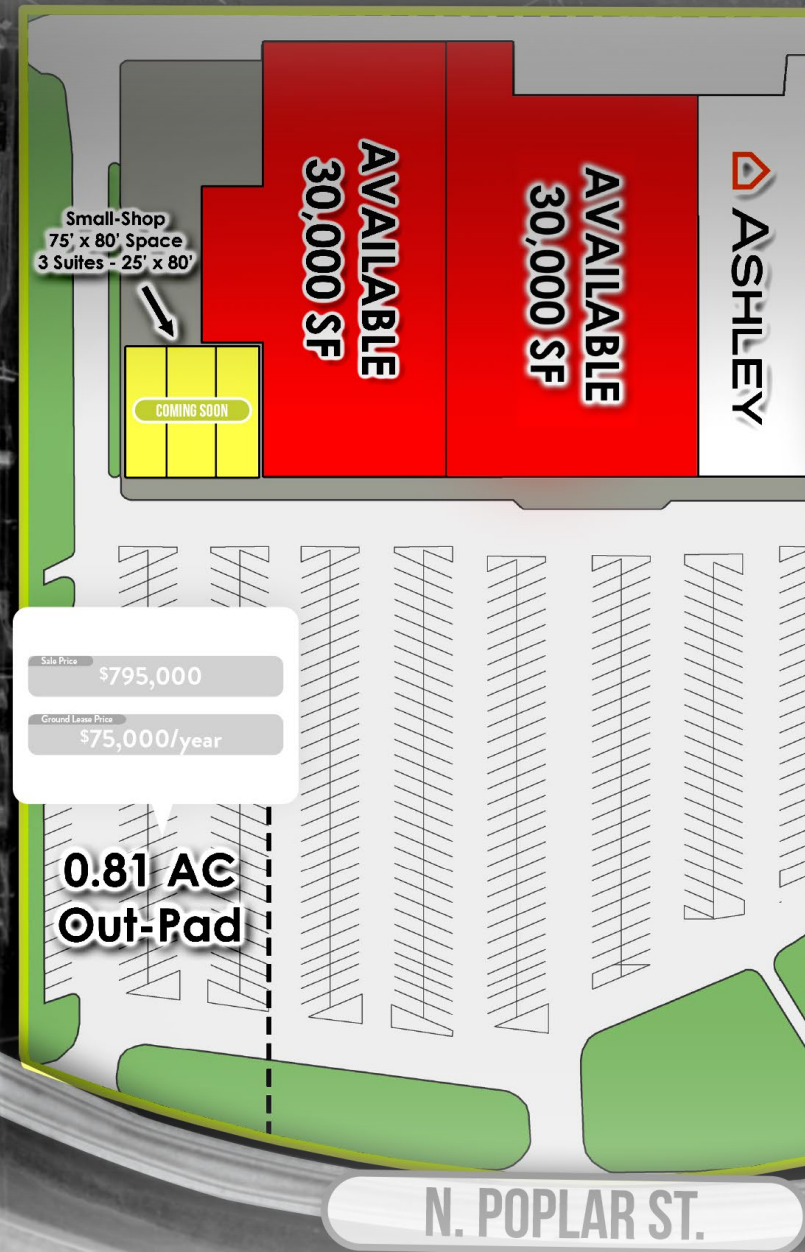 Small-Shop
75' x 80' Space
3 Suites - 25' x 80'
COMING SOON
AVAILABLE
30,000 SF
AVAILABLE
30,000 SF
ASHLEY
Sale Price
$795,000
Ground Lease Price
$75,000/year
0.81 AC
Out-Pad
N. POPLAR ST.